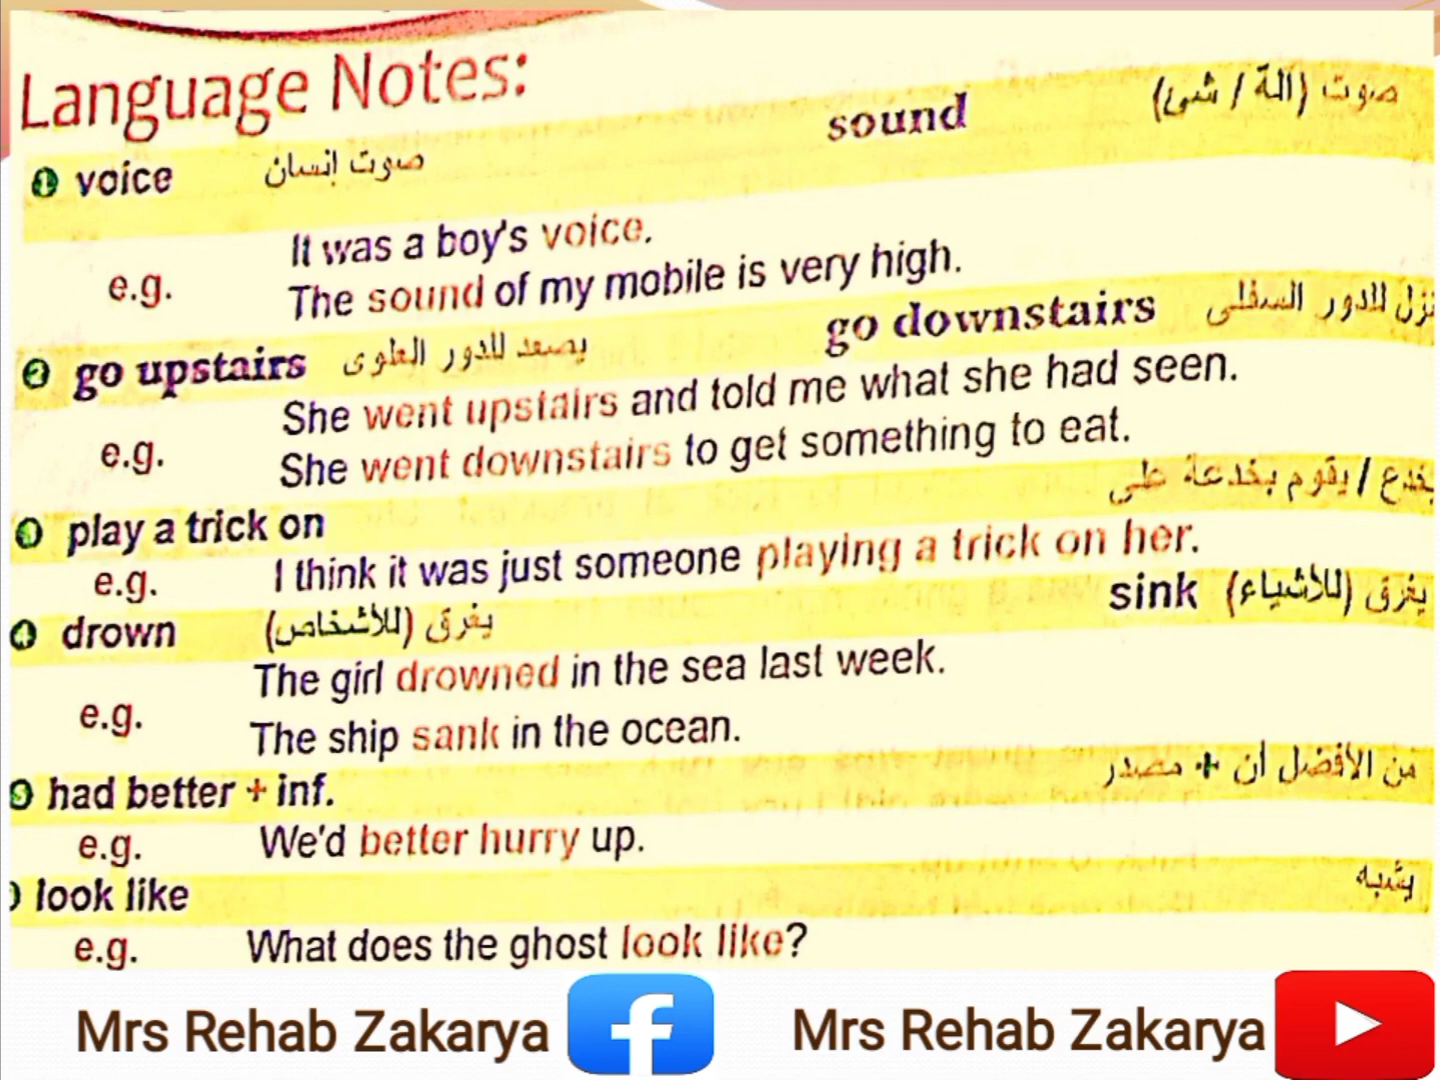 Language Notes:
❶ voice صوت إنسان sound صوت (آلة / شئ)
e.g. It was a boy's voice.
The sound of my mobile is very high.
❷ go upstairs يصعد للدور العلوى go downstairs نزل للدور السفلى
e.g. She went upstairs and told me what she had seen.
She went downstairs to get something to eat.
❸ play a trick on يخدع / يقوم بخدعة على
e.g. I think it was just someone playing a trick on her.
❹ drown يغرق (للأشخاص) sink يغرق (للأشياء)
e.g. The girl drowned in the sea last week.
The ship sank in the ocean.
❺ had better + inf. من الأفضل أن + مصدر
e.g. We'd better hurry up.
look like يشبه
e.g. What does the ghost look like?
Mrs Rehab Zakarya f Mrs Rehab Zakarya